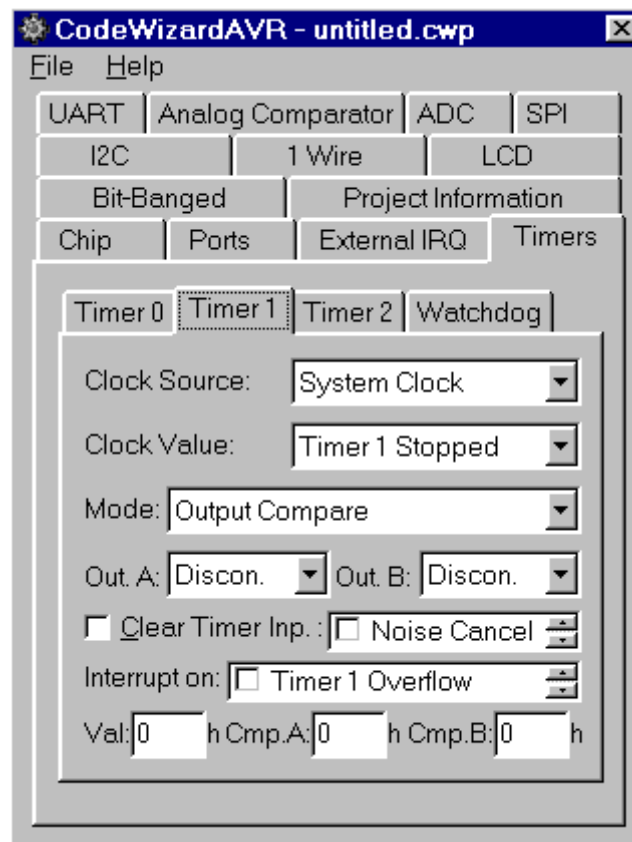 CodeWizardAVR - untitled.cwp
File Help
UART Analog Comparator ADC SPI
I2C 1 Wire LCD
Bit-Banged Project Information
Chip Ports External IRQ Timers
Timer 0 Timer 1 Timer 2 Watchdog
Clock Source: System Clock
Clock Value: Timer 1 Stopped
Mode: Output Compare
Out. A: Discon. Out. B: Discon.
Clear Timer Inp. : Noise Cancel
Interrupt on: Timer 1 Overflow
Val: 0 h Cmp.A: 0 h Cmp.B: 0 h